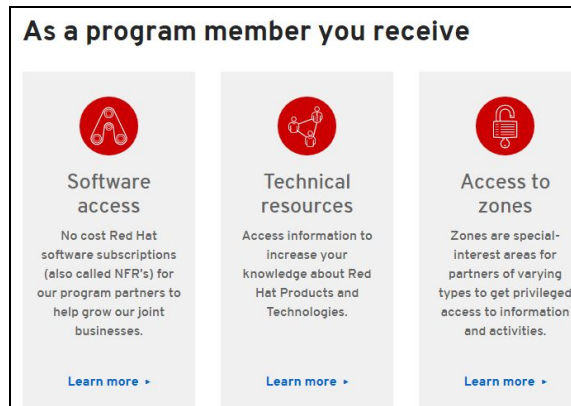 As a program member you receive
Software
access
No cost Red Hat
software subscriptions
(also called NFR's) for
our program partners to
help grow our joint
businesses.
Learn more ▸
Technical
resources
Access information to
increase your
knowledge about Red
Hat Products and
Technologies.
Learn more ▸
Access to
zones
Zones are special-
interest areas for
partners of varying
types to get privileged
access to information
and activities.
Learn more ▸